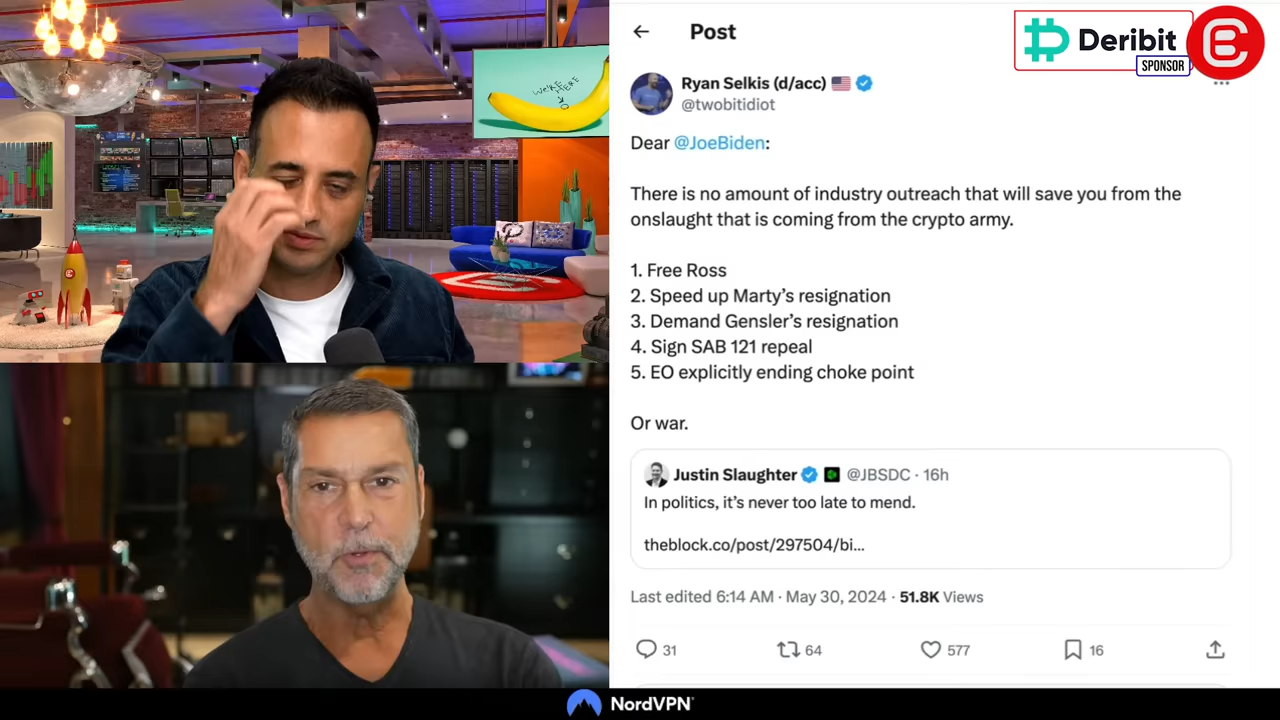 WE'RE HERE
Post
Deribit
SPONSOR
Ryan Selkis (d/acc)
@twobitidiot
Dear @JoeBiden:
There is no amount of industry outreach that will save you from the
onslaught that is coming from the crypto army.
1. Free Ross
2. Speed up Marty's resignation
3. Demand Gensler's resignation
4. Sign SAB 121 repeal
5. EO explicitly ending choke point
Or war.
Justin Slaughter @JBSDC · 16h
In politics, it's never too late to mend.
theblock.co/post/297504/bi...
Last edited 6:14 AM · May 30, 2024 · 51.8K Views
31 64 577 16
NordVPN